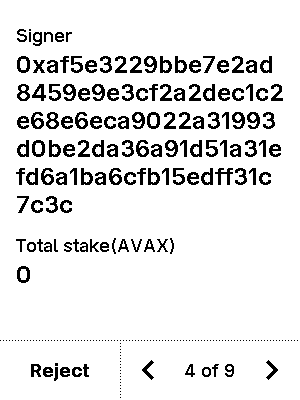 Signer
0xaf5e3229bbe7e2ad
8459e9e3cf2a2dec1c2
e68e6eca9022a31993
d0be2da36a91d51a31e
fd6a1ba6cfb15edff31c
7c3c
Total stake(AVAX)
0
Reject
4 of 9